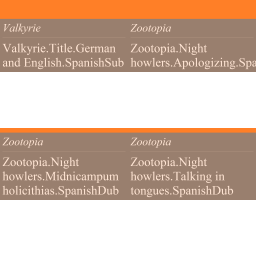 Valkyrie
Valkyrie.Title.German
and English.SpanishSub
Zootopia
Zootopia.Night
howlers.Apologizing.Spa
Zootopia
Zootopia.Night
howlers.Midnicampum
holicithias.SpanishDub
Zootopia
Zootopia.Night
howlers.Talking in
tongues.SpanishDub